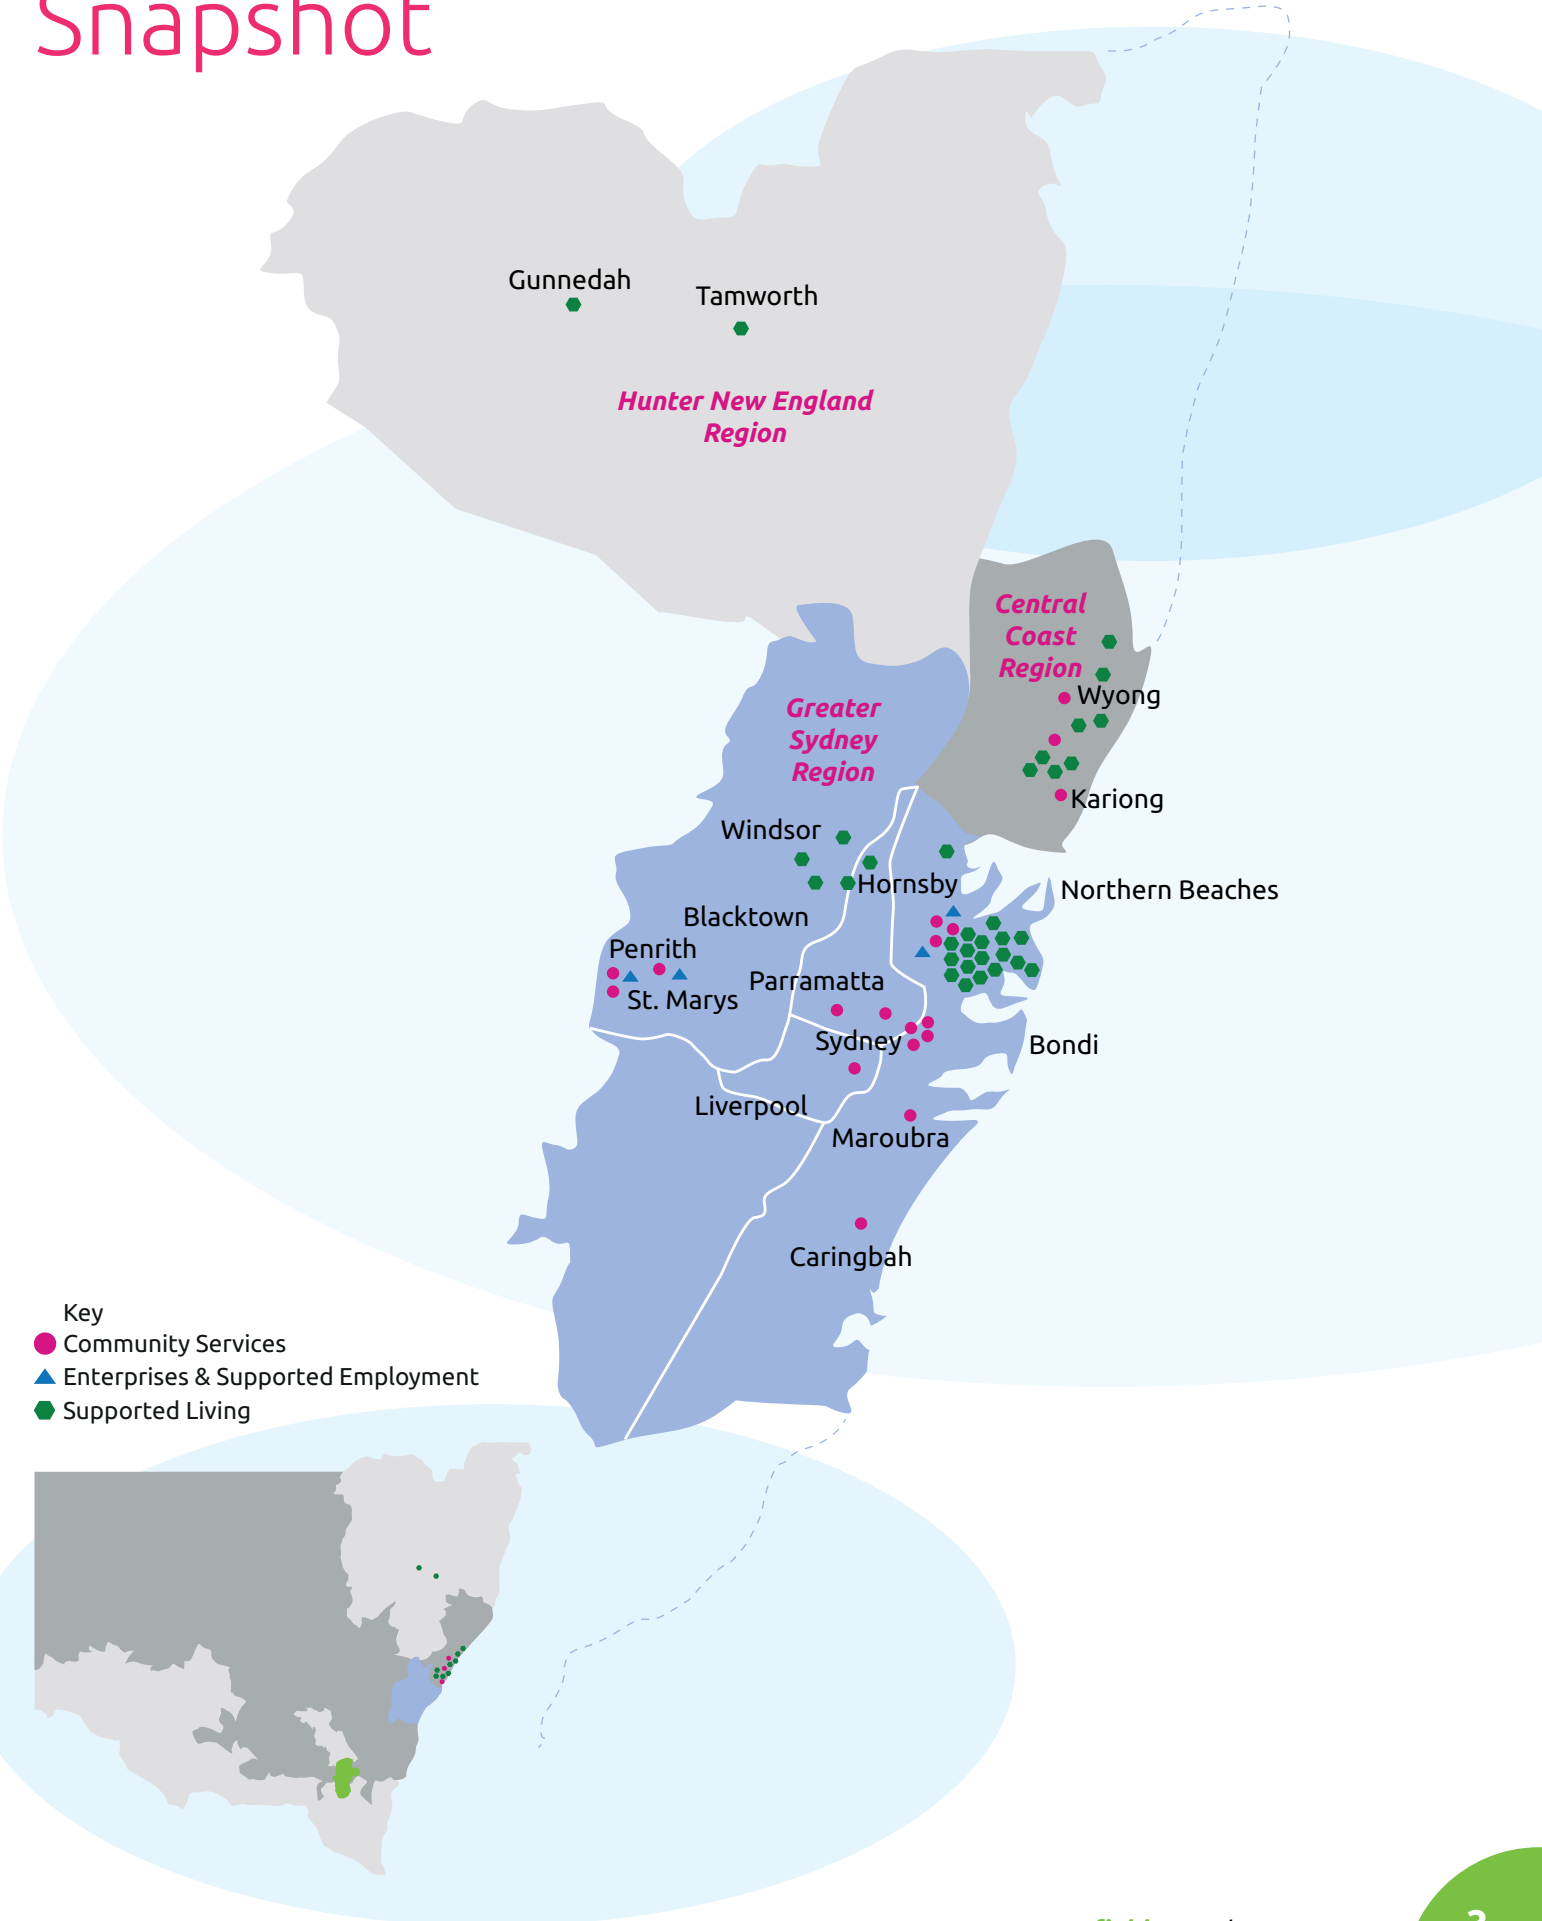 Snapshot
Gunnedah
Tamworth
Hunter New England
Region
Central
Coast
Region
Wyong
Greater
Sydney
Region
Kariong
Windsor
Hornsby
Northern Beaches
Blacktown
Penrith
Parramatta
St. Marys
Sydney
Bondi
Liverpool
Maroubra
Caringbah
Key
Community Services
Enterprises & Supported Employment
Supported Living